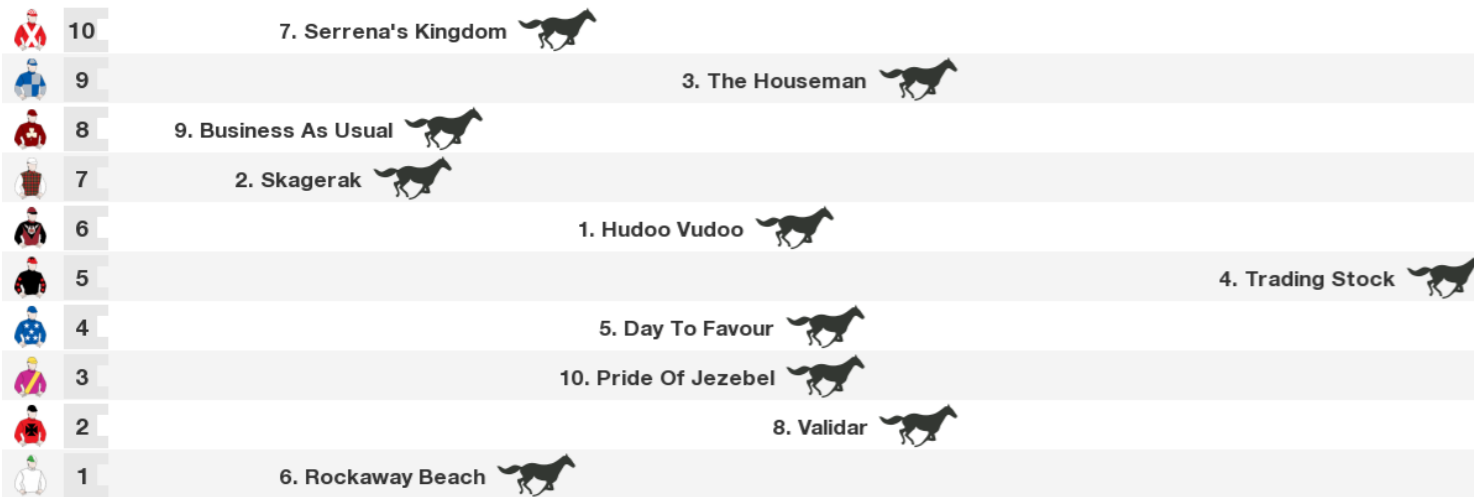 10 7. Serrena's Kingdom
9 3. The Houseman
8 9. Business As Usual
7 2. Skagerak
6 1. Hudoo Vudoo
5 4. Trading Stock
4 5. Day To Favour
3 10. Pride Of Jezebel
2 8. Validar
1 6. Rockaway Beach